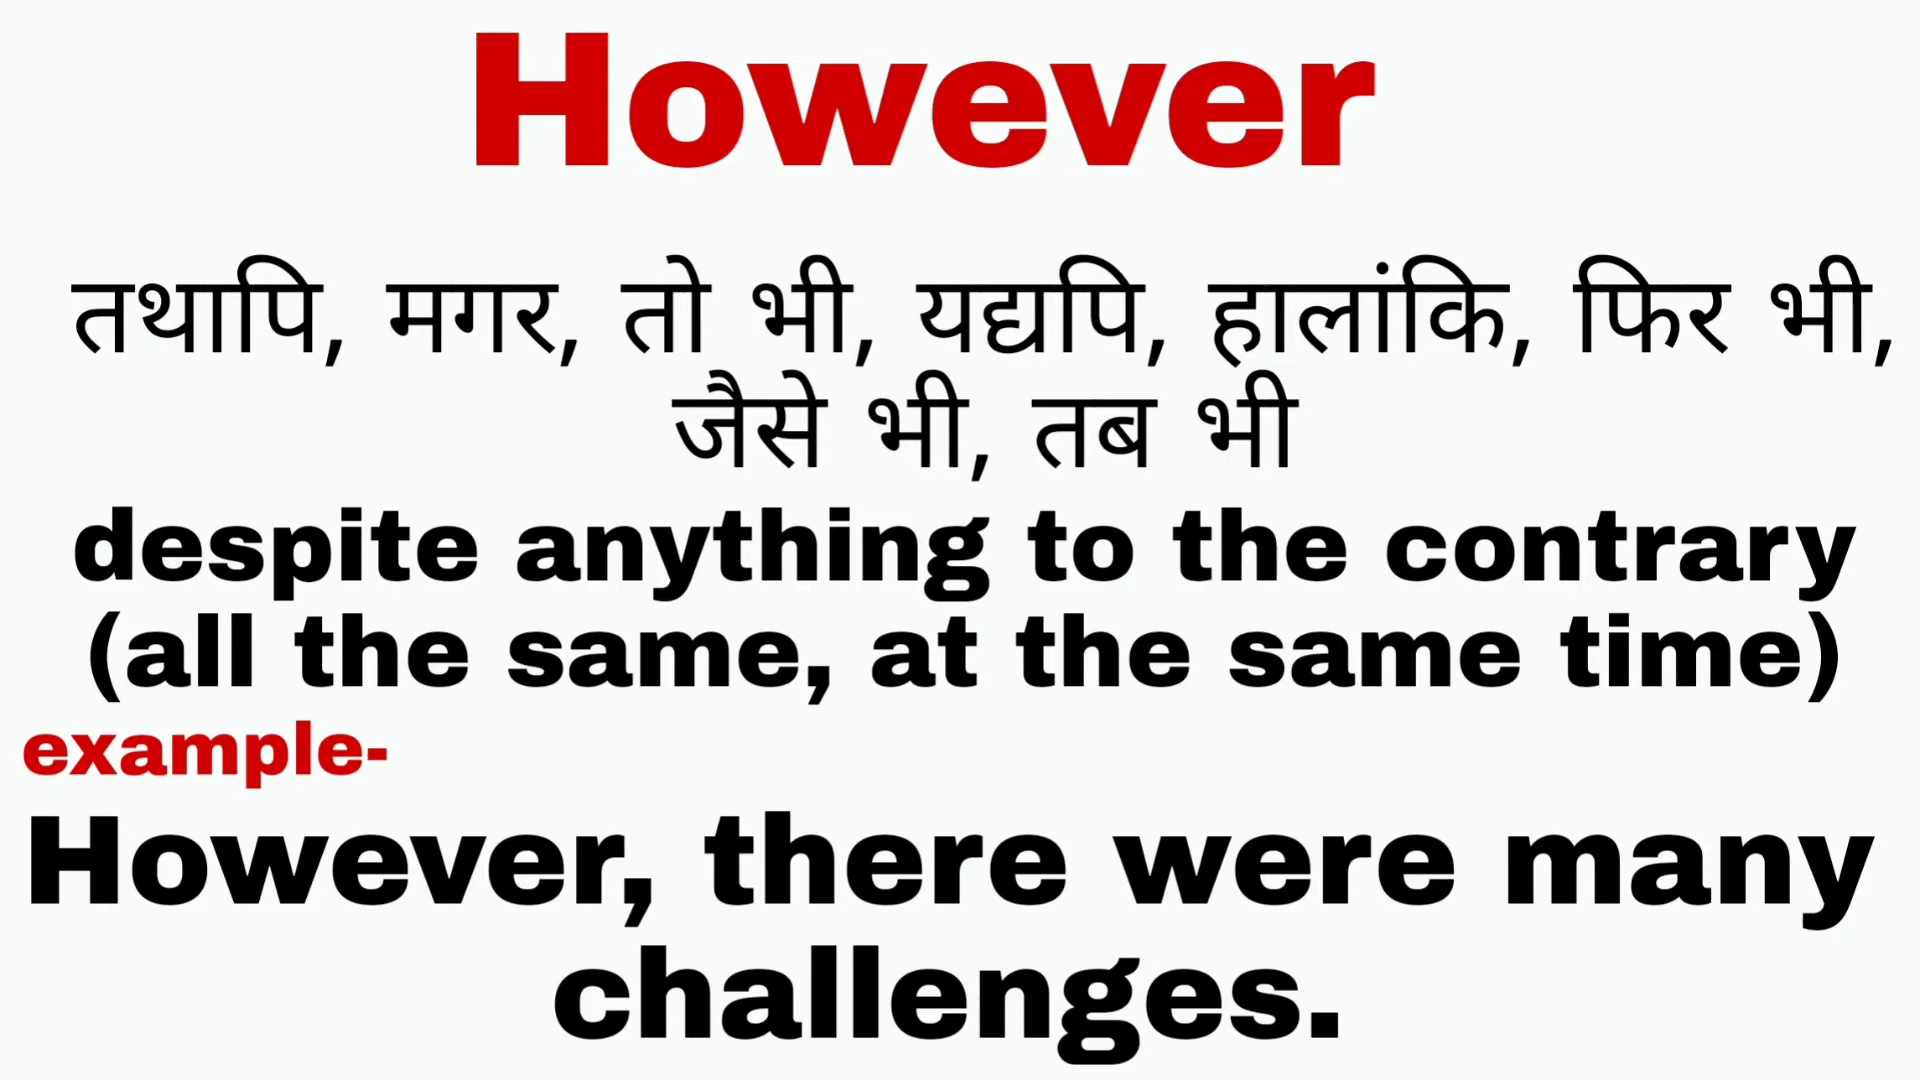 However
तथापि, मगर, तो भी, यद्यपि, हालांकि, फिर भी,
जैसे भी, तब भी
despite anything to the contrary
(all the same, at the same time)
example-
However, there were many
challenges.